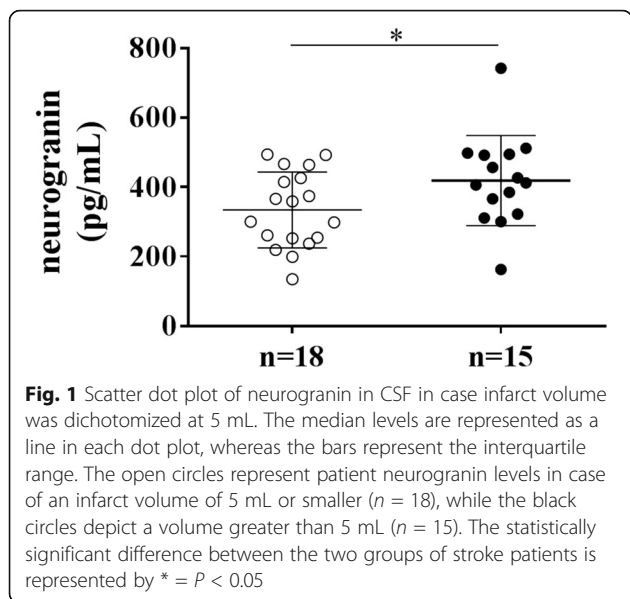 *
800
600
400
200
0
neurogranin
(pg/mL)
n=18
n=15
Fig. 1 Scatter dot plot of neurogranin in CSF in case infarct volume
was dichotomized at 5 mL. The median levels are represented as a
line in each dot plot, whereas the bars represent the interquartile
range. The open circles represent patient neurogranin levels in case
of an infarct volume of 5 mL or smaller (n = 18), while the black
circles depict a volume greater than 5 mL (n = 15). The statistically
significant difference between the two groups of stroke patients is
represented by * = P < 0.05